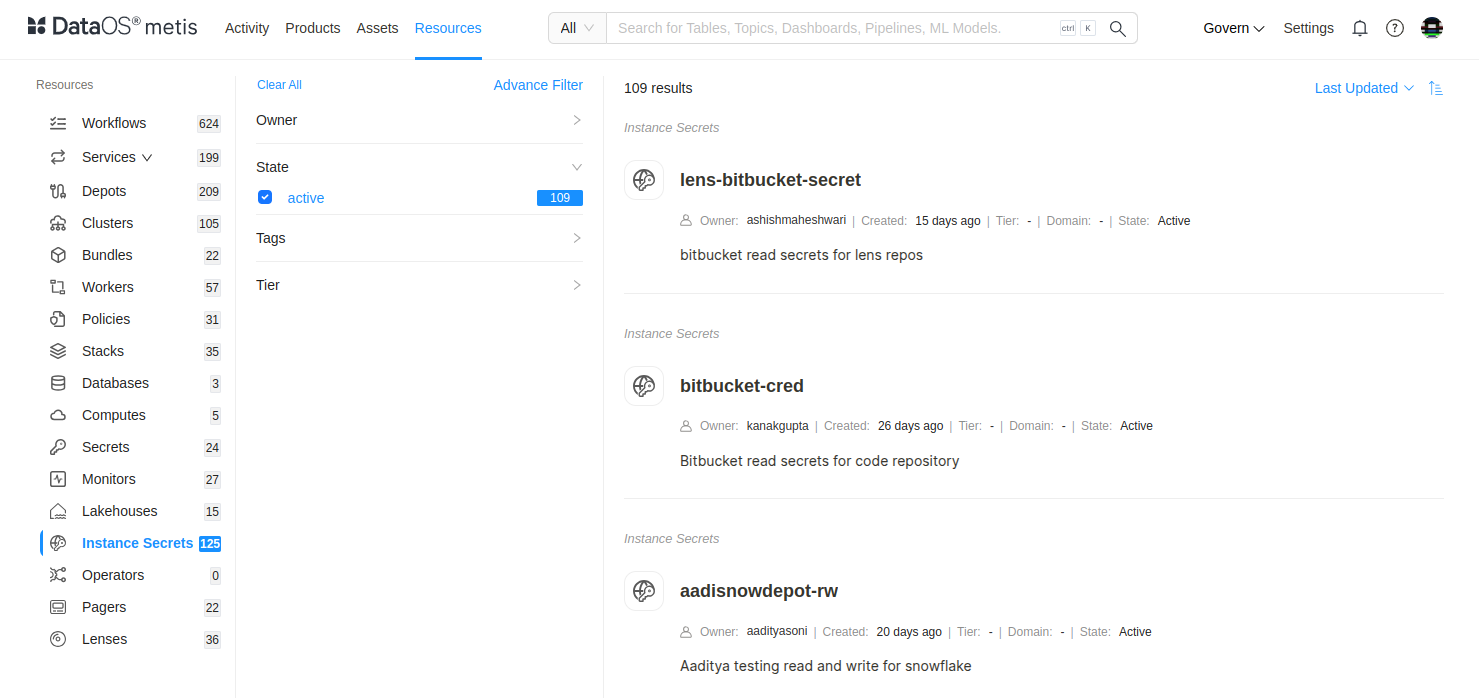 DataOS® metis Activity Products Assets Resources All Search for Tables, Topics, Dashboards, Pipelines, ML Models. ctrl K Govern Settings
Resources
Workflows 624
Services 199
Depots 209
Clusters 105
Bundles 22
Workers 57
Policies 31
Stacks 35
Databases 3
Computes 5
Secrets 24
Monitors 27
Lakehouses 15
Instance Secrets 125
Operators 0
Pagers 22
Lenses 36
Clear All Advance Filter
Owner
State
active 109
Tags
Tier
109 results Last Updated
Instance Secrets
lens-bitbucket-secret
Owner: ashishmaheshwari | Created: 15 days ago | Tier: - | Domain: - | State: Active
bitbucket read secrets for lens repos
Instance Secrets
bitbucket-cred
Owner: kanakgupta | Created: 26 days ago | Tier: - | Domain: - | State: Active
Bitbucket read secrets for code repository
Instance Secrets
aadisnowdepot-rw
Owner: aadityasoni | Created: 20 days ago | Tier: - | Domain: - | State: Active
Aaditya testing read and write for snowflake